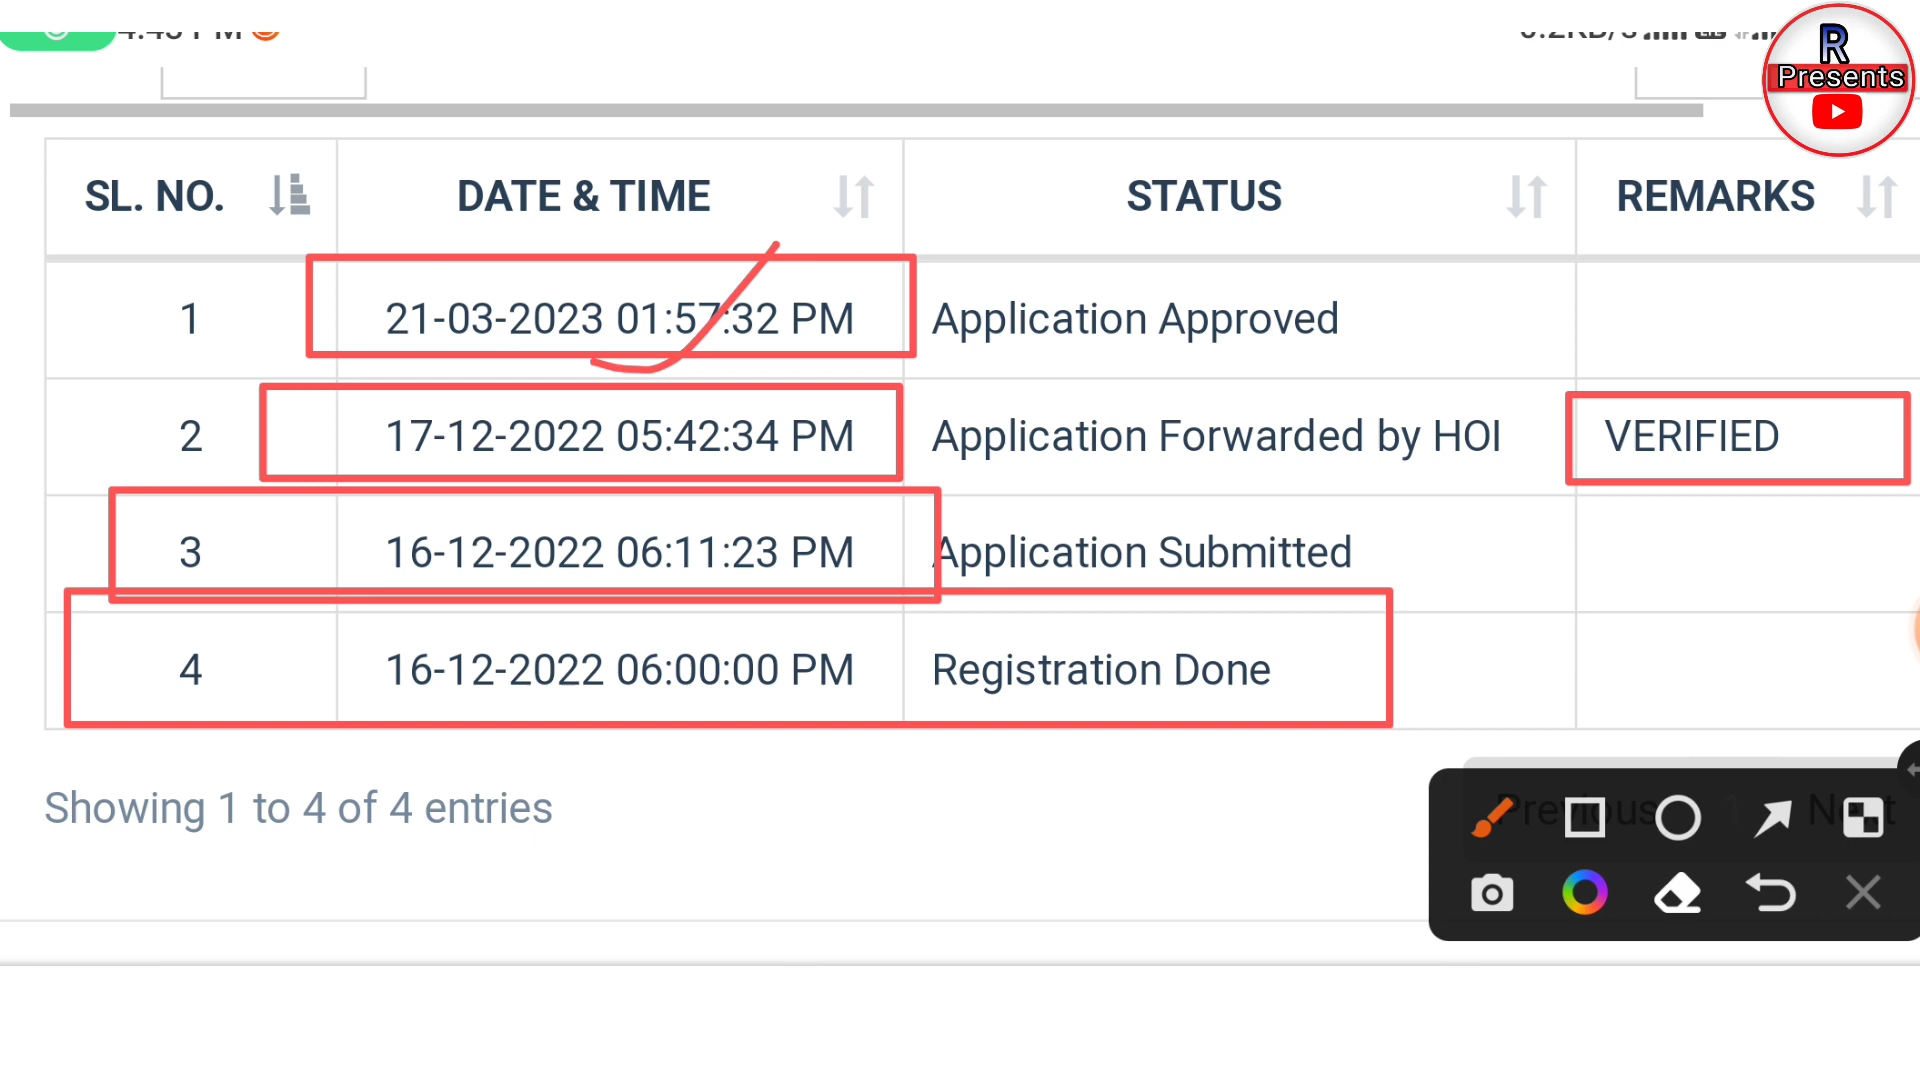 R
Presents
SL. NO. DATE & TIME STATUS REMARKS
1 21-03-2023 01:57:32 PM Application Approved
2 17-12-2022 05:42:34 PM Application Forwarded by HOI VERIFIED
3 16-12-2022 06:11:23 PM Application Submitted
4 16-12-2022 06:00:00 PM Registration Done
Showing 1 to 4 of 4 entries
Previous 1 Next